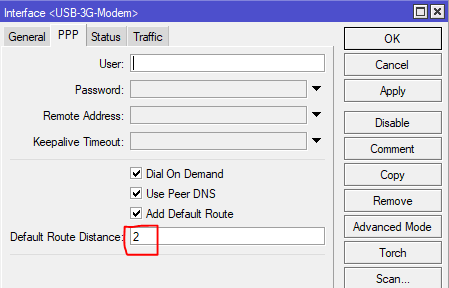 Interface <USB-3G-Modem>
General PPP Status Traffic
User:
Password:
Remote Address:
Keepalive Timeout:
Dial On Demand
Use Peer DNS
Add Default Route
Default Route Distance: 2
OK
Cancel
Apply
Disable
Comment
Copy
Remove
Advanced Mode
Torch
Scan...